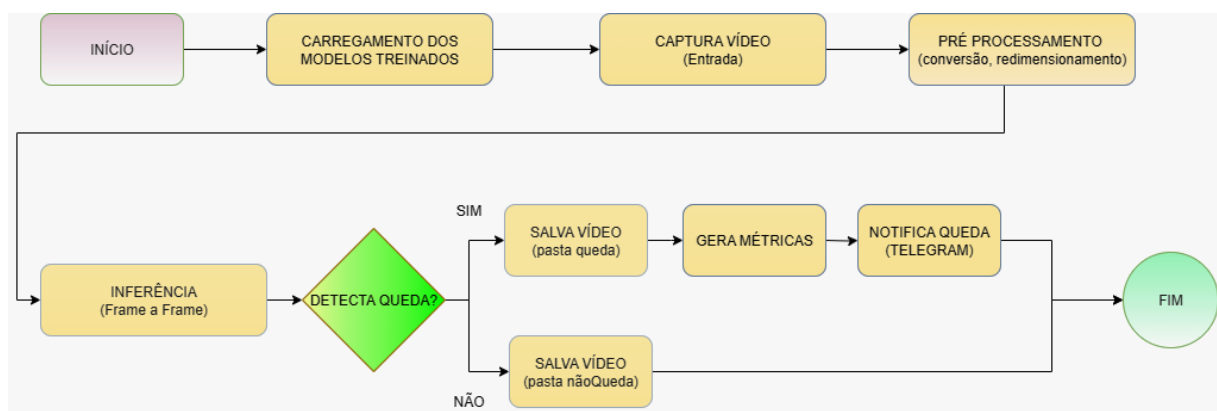 INÍCIO
CARREGAMENTO DOS
MODELOS TREINADOS
CAPTURA VÍDEO
(Entrada)
PRÉ PROCESSAMENTO
(conversão, redimensionamento)
INFERÊNCIA
(Frame a Frame)
DETECTA QUEDA?
SIM
SALVA VÍDEO
(pasta queda)
GERA MÉTRICAS
NOTIFICA QUEDA
(TELEGRAM)
NÃO
SALVA VÍDEO
(pasta nãoQueda)
FIM